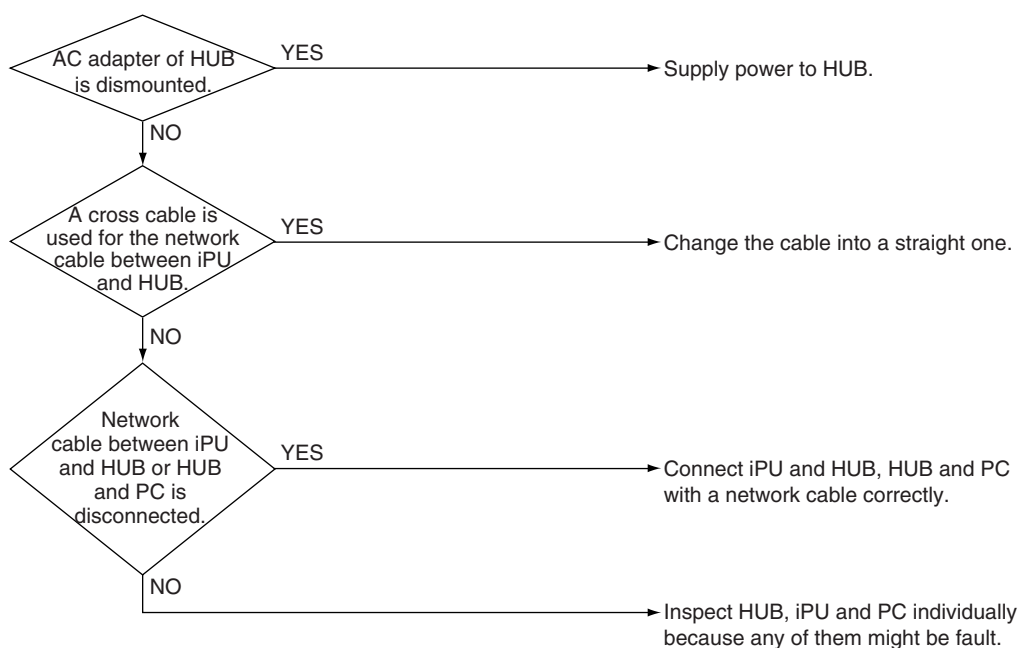 AC adapter of HUB
is dismounted.
YES
Supply power to HUB.
NO
A cross cable is
used for the network
cable between iPU
and HUB.
YES
Change the cable into a straight one.
NO
Network
cable between iPU
and HUB or HUB
and PC is
disconnected.
YES
Connect iPU and HUB, HUB and PC
with a network cable correctly.
NO
Inspect HUB, iPU and PC individually
because any of them might be fault.